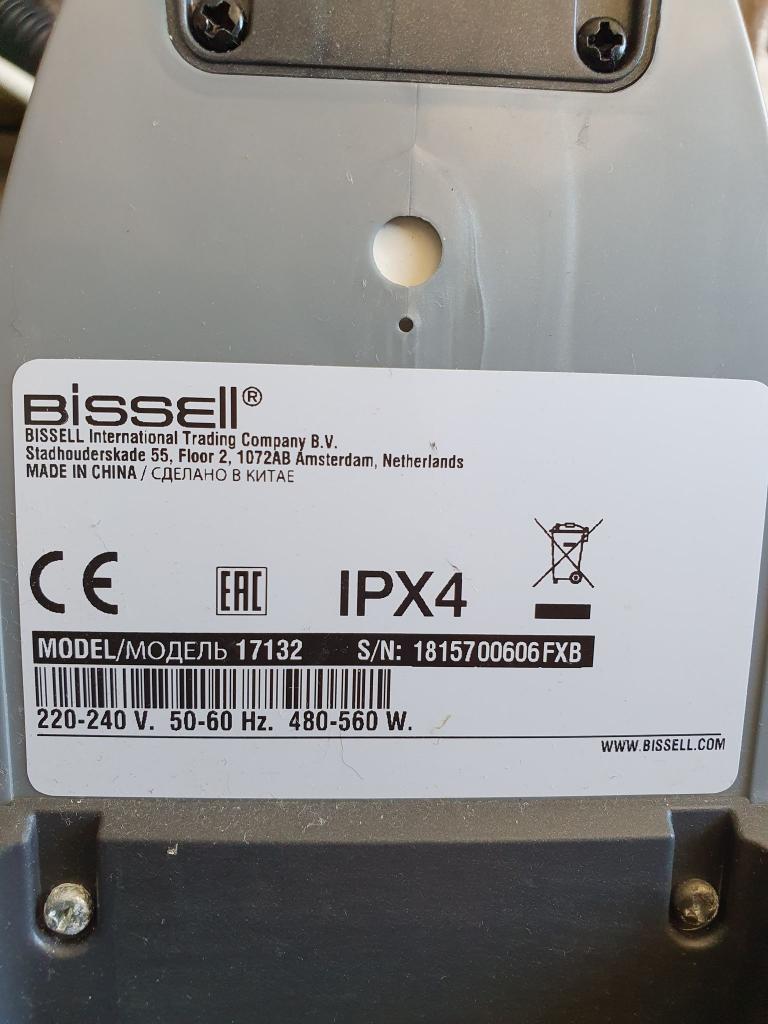 BISSELL®
BISSELL International Trading Company B.V.
Stadhouderskade 55, Floor 2, 1072AB Amsterdam, Netherlands
MADE IN CHINA / СДЕЛАНО В КИТАЕ
CE EAC IPX4
MODEL/МОДЕЛЬ 17132 S/N: 1815700606FXB
220-240 V. 50-60 Hz. 480-560 W.
WWW.BISSELL.COM